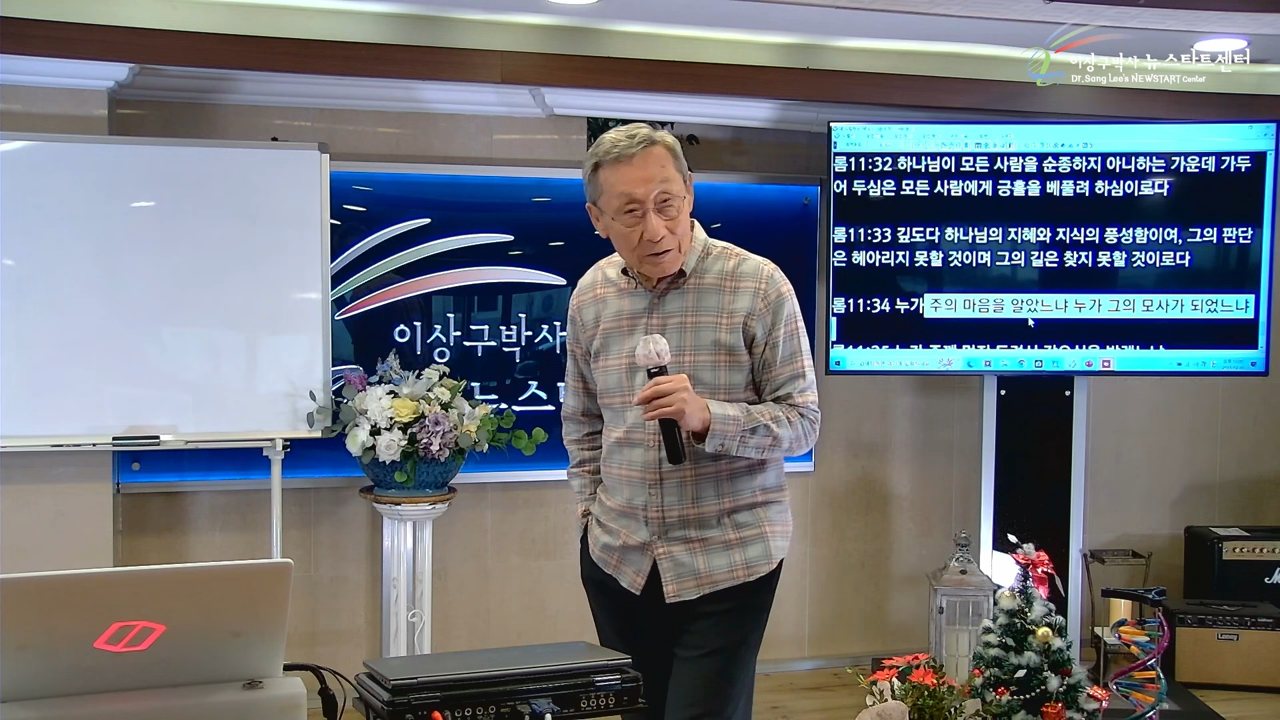 이상구박사 뉴스타트센터
Dr.Sang Lee's NEWSTART Center
롬11:32 하나님이 모든 사람을 순종하지 아니하는 가운데 가두
어 두심은 모든 사람에게 긍휼을 베풀려 하심이로다
롬11:33 깊도다 하나님의 지혜와 지식의 풍성함이여, 그의 판단
은 헤아리지 못할 것이며 그의 길은 찾지 못할 것이로다
롬11:34 누가 주의 마음을 알았느냐 누가 그의 모사가 되었느냐
이상구박사
뉴스
Laney